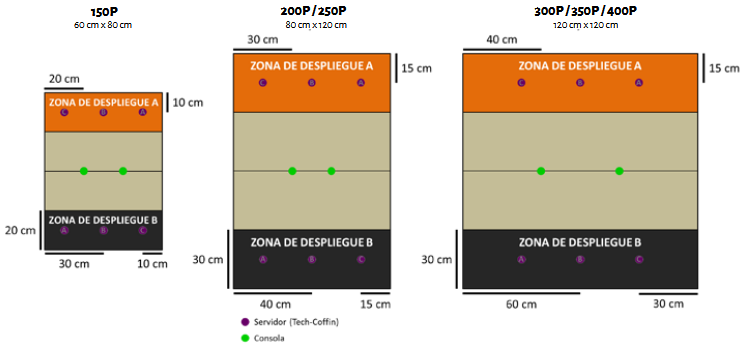 150P
60 cm x 80 cm
20 cm
ZONA DE DESPLIEGUE A
C B A
10 cm
ZONA DE DESPLIEGUE B
A B C
20 cm
30 cm
10 cm
200P / 250P
80 cm x 120 cm
30 cm
ZONA DE DESPLIEGUE A
C B A
15 cm
ZONA DE DESPLIEGUE B
A B C
30 cm
40 cm
15 cm
300P / 350P / 400P
120 cm x 120 cm
40 cm
ZONA DE DESPLIEGUE A
C B A
15 cm
ZONA DE DESPLIEGUE B
A B C
30 cm
60 cm
30 cm
Servidor (Tech-Coffin)
Consola